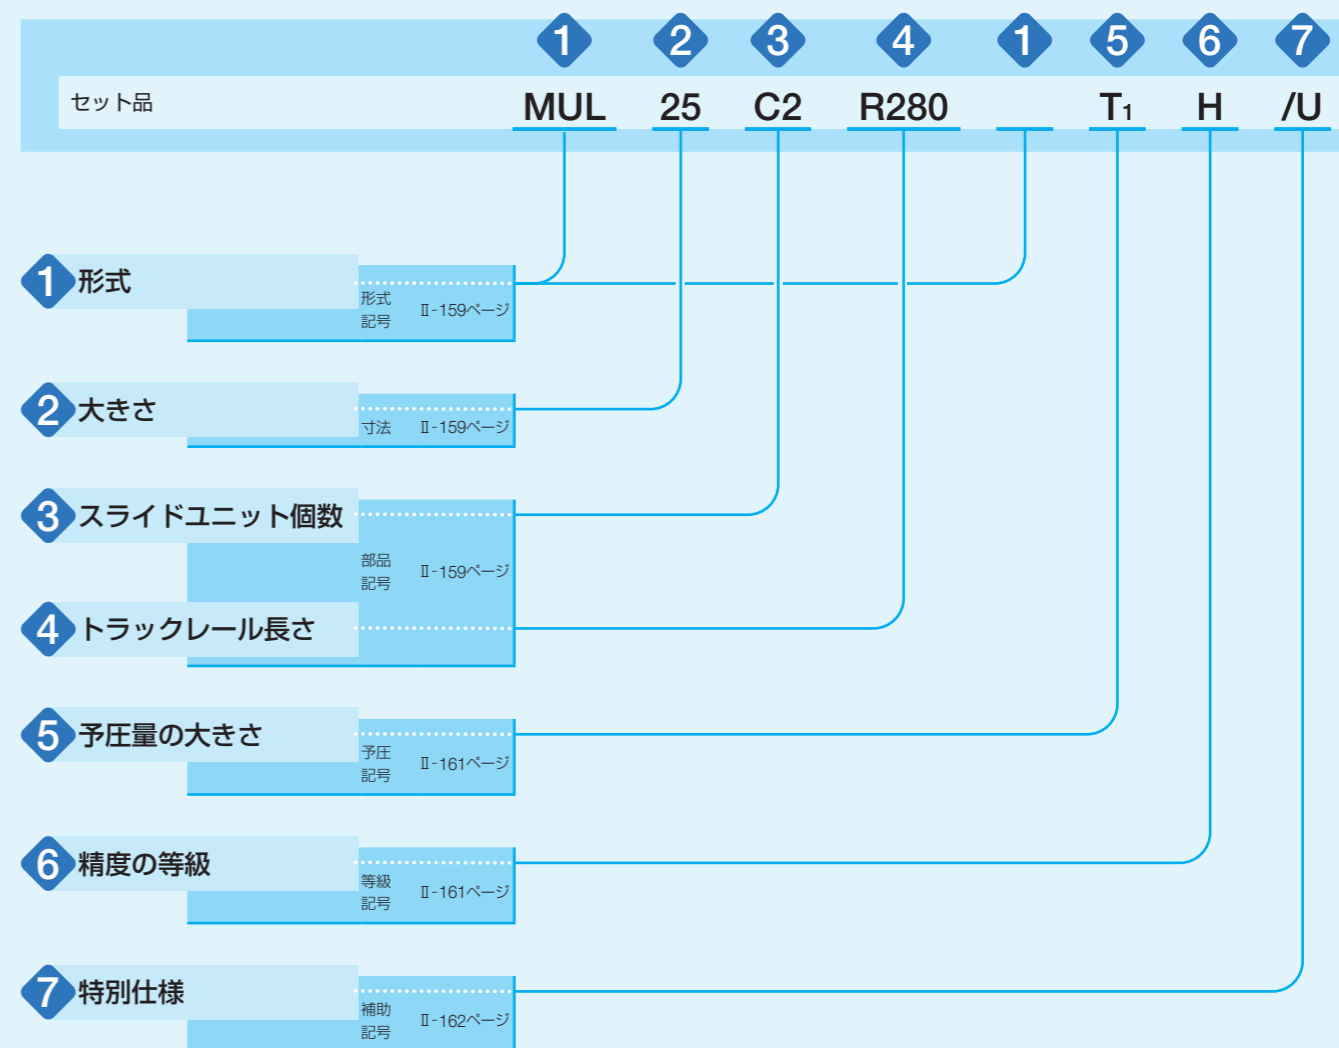 1 2 3 4 1 5 6 7
セット品 MUL 25 C2 R280 T1 H /U
1 形式
形式
記号 Ⅱ-159ページ
2 大きさ
寸法 Ⅱ-159ページ
3 スライドユニット個数
部品
記号 Ⅱ-159ページ
4 トラックレール長さ
5 予圧量の大きさ
予圧
記号 Ⅱ-161ページ
6 精度の等級
等級
記号 Ⅱ-161ページ
7 特別仕様
補助
記号 Ⅱ-162ページ